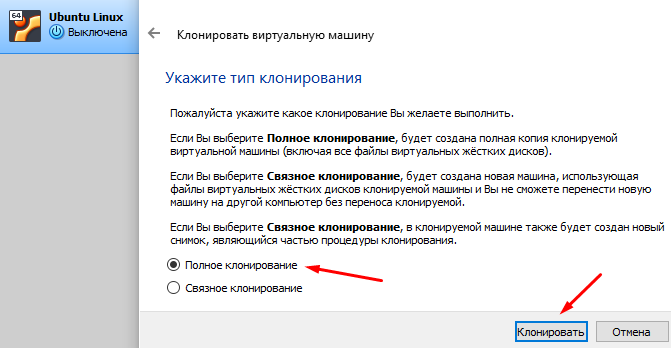 64
Ubuntu Linux
Выключена
Клонировать виртуальную машину
Укажите тип клонирования
Пожалуйста укажите какое клонирование Вы желаете выполнить.
Если Вы выберите Полное клонирование, будет создана полная копия клонируемой
виртуальной машины (включая все файлы виртуальных жёстких дисков).
Если Вы выберите Связное клонирование, будет создана новая машина, использующая
файлы виртуальных жёстких дисков клонируемой машины и Вы не сможете перенести новую
машину на другой компьютер без переноса клонируемой.
Если Вы выберите Связное клонирование, в клонируемой машине также будет создан новый
снимок, являющийся частью процедуры клонирования.
Полное клонирование
Связное клонирование
Клонировать
Отмена